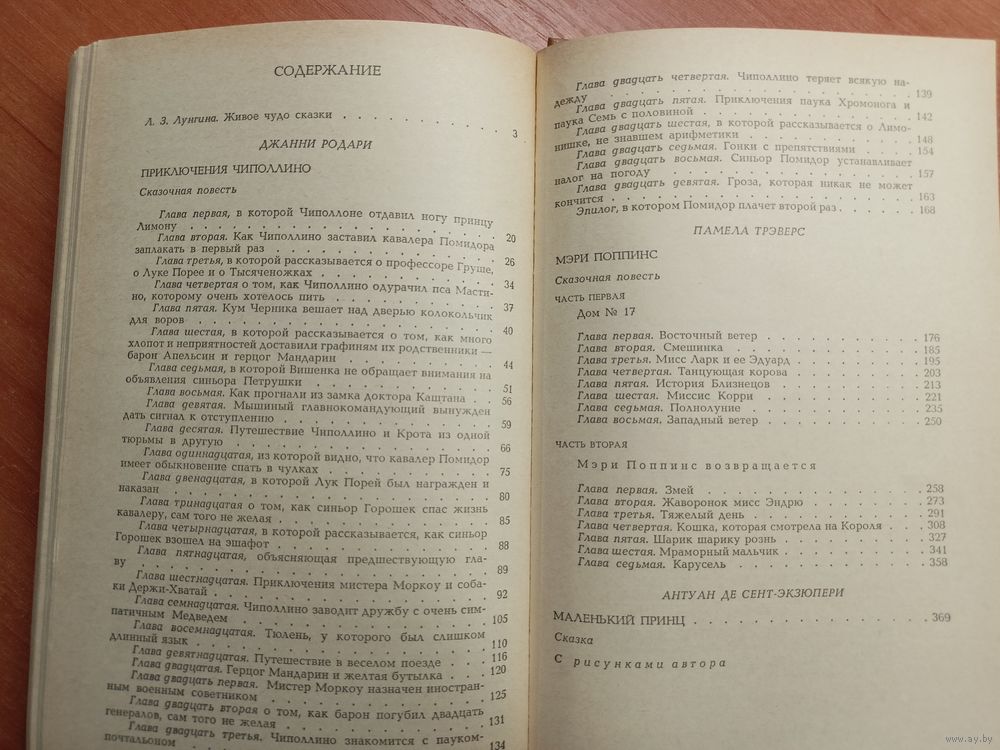 СОДЕРЖАНИЕ
Л. З. Лунгина. Живое чудо сказки . . . . . . . . . 3
ДЖАННИ РОДАРИ
ПРИКЛЮЧЕНИЯ ЧИПОЛЛИНО
Сказочная повесть
Глава первая, в которой Чиполлоне отдавил ногу принцу
Лимону . . . . . . . . . 20
Глава вторая. Как Чиполлино заставил кавалера Помидора
заплакать в первый раз . . . . . . . . . 26
Глава третья, в которой рассказывается о профессоре Груше,
о Луке Порее и о Тысяченожках . . . . . . . . . 34
Глава четвертая о том, как Чиполлино одурачил пса Масти-
но, которому очень хотелось пить . . . . . . . . . 37
Глава пятая. Кум Черника вешает над дверью колокольчик
для воров . . . . . . . . . 40
Глава шестая, в которой рассказывается о том, как много
хлопот и неприятностей доставили графиням их родственники —
барон Апельсин и герцог Мандарин . . . . . . 44
Глава седьмая, в которой Вишенка не обращает внимания на
объявления синьора Петрушки . . . . . . . . . 51
Глава восьмая. Как прогнали из замка доктора Каштана . . 56
Глава девятая. Мышиный главнокомандующий вынужден
дать сигнал к отступлению . . . . . . . . . 59
Глава десятая. Путешествие Чиполлино и Крота из одной
тюрьмы в другую . . . . . . . . . 66
Глава одиннадцатая, из которой видно, что кавалер Помидор
имеет обыкновение спать в чулках . . . . . . . . . 75
Глава двенадцатая, в которой Лук Порей был награжден и
наказан . . . . . . . . . 80
Глава тринадцатая о том, как синьор Горошек спас жизнь
кавалеру, сам того не желая . . . . . . . . . 85
Глава четырнадцатая, в которой рассказывается, как синьор
Горошек взошел на эшафот . . . . . . . . . 88
Глава пятнадцатая, объясняющая предшествующую гла-
ву . . . . . . . . . 89
Глава шестнадцатая. Приключения мистера Моркоу и соба-
ки Держи-Хватай . . . . . . . . . 92
Глава семнадцатая. Чиполлино заводит дружбу с очень сим-
патичным Медведем . . . . . . . . . 105
Глава восемнадцатая. Тюлень, у которого был слишком
длинный язык . . . . . . . . . 110
Глава девятнадцатая. Путешествие в веселом поезде . . . 116
Глава двадцатая. Герцог Мандарин и желтая бутылка . . . 120
Глава двадцать первая. Мистер Моркоу назначен иностран-
ным военным советником . . . . . . . . . 125
Глава двадцать вторая о том, как барон погубил двадцать
генералов, сам того не желая . . . . . . . . . 131
Глава двадцать третья. Чиполлино знакомится с пауком-
почтальоном . . . . . . . . . 134
Глава двадцать четвертая. Чиполлино теряет всякую на-
дежду . . . . . . . . . 139
Глава двадцать пятая. Приключения паука Хромонога и
паука Семь с половиной . . . . . . . . . 142
Глава двадцать шестая, в которой рассказывается о Лимо-
нишке, не знавшем арифметики . . . . . . . . . 148
Глава двадцать седьмая. Гонки с препятствиями . . . . 154
Глава двадцать восьмая. Синьор Помидор устанавливает
налог на погоду . . . . . . . . . 157
Глава двадцать девятая. Гроза, которая никак не может
кончится . . . . . . . . . 163
Эпилог, в котором Помидор плачет второй раз . . . . . 168
ПАМЕЛА ТРЭВЕРС
МЭРИ ПОППИНС
Сказочная повесть
ЧАСТЬ ПЕРВАЯ
Дом № 17
Глава первая. Восточный ветер . . . . . . . . . 176
Глава вторая. Смешинка . . . . . . . . . 185
Глава третья. Мисс Ларк и ее Эдуард . . . . . . . 195
Глава четвертая. Танцующая корова . . . . . . . 203
Глава пятая. История Близнецов . . . . . . . . 213
Глава шестая. Миссис Корри . . . . . . . . . 221
Глава седьмая. Полнолуние . . . . . . . . . 235
Глава восьмая. Западный ветер . . . . . . . . . 250
ЧАСТЬ ВТОРАЯ
Мэри Поппинс возвращается
Глава первая. Змей . . . . . . . . . 258
Глава вторая. Жаворонок мисс Эндрю . . . . . . 273
Глава третья. Тяжелый день . . . . . . . . . 291
Глава четвертая. Кошка, которая смотрела на Короля . . 308
Глава пятая. Шарик шарику рознь . . . . . . . . 327
Глава шестая. Мраморный мальчик . . . . . . . 341
Глава седьмая. Карусель . . . . . . . . . 358
АНТУАН ДЕ СЕНТ-ЭКЗЮПЕРИ
МАЛЕНЬКИЙ ПРИНЦ . . . . . . . . . 369
Сказка
С рисунками автора
www.ay.by